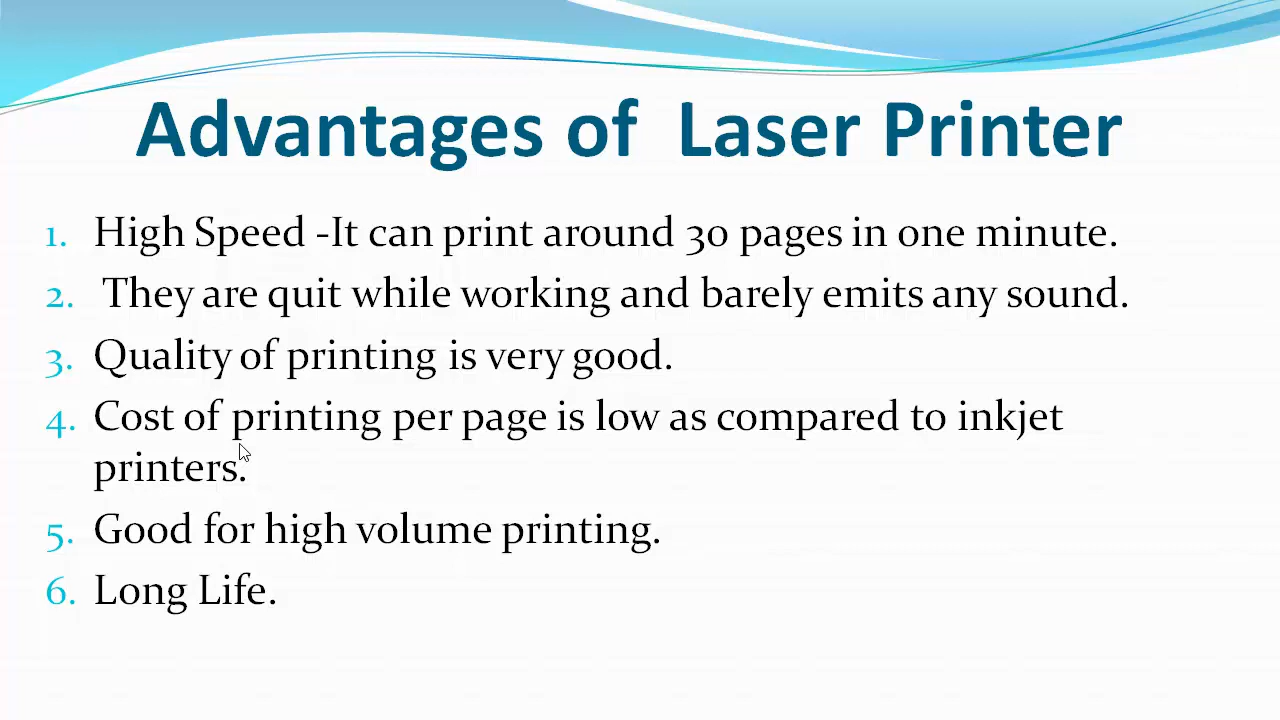 Advantages of Laser Printer
1. High Speed -It can print around 30 pages in one minute.
2. They are quit while working and barely emits any sound.
3. Quality of printing is very good.
4. Cost of printing per page is low as compared to inkjet
printers.
5. Good for high volume printing.
6. Long Life.